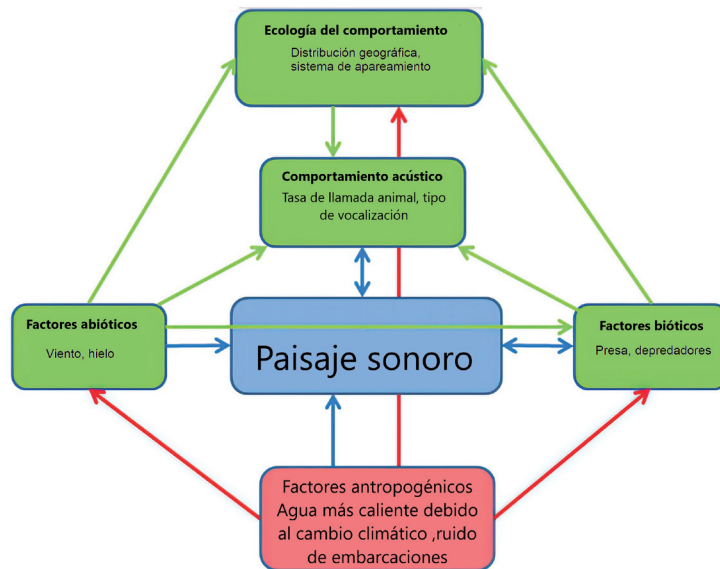 Ecología del comportamiento
Distribución geográfica,
sistema de apareamiento
Comportamiento acústico
Tasa de llamada animal, tipo
de vocalización
Factores abióticos
Viento, hielo
Paisaje sonoro
Factores bióticos
Presa, depredadores
Factores antropogénicos
Agua más caliente debido
al cambio climático ,ruido
de embarcaciones